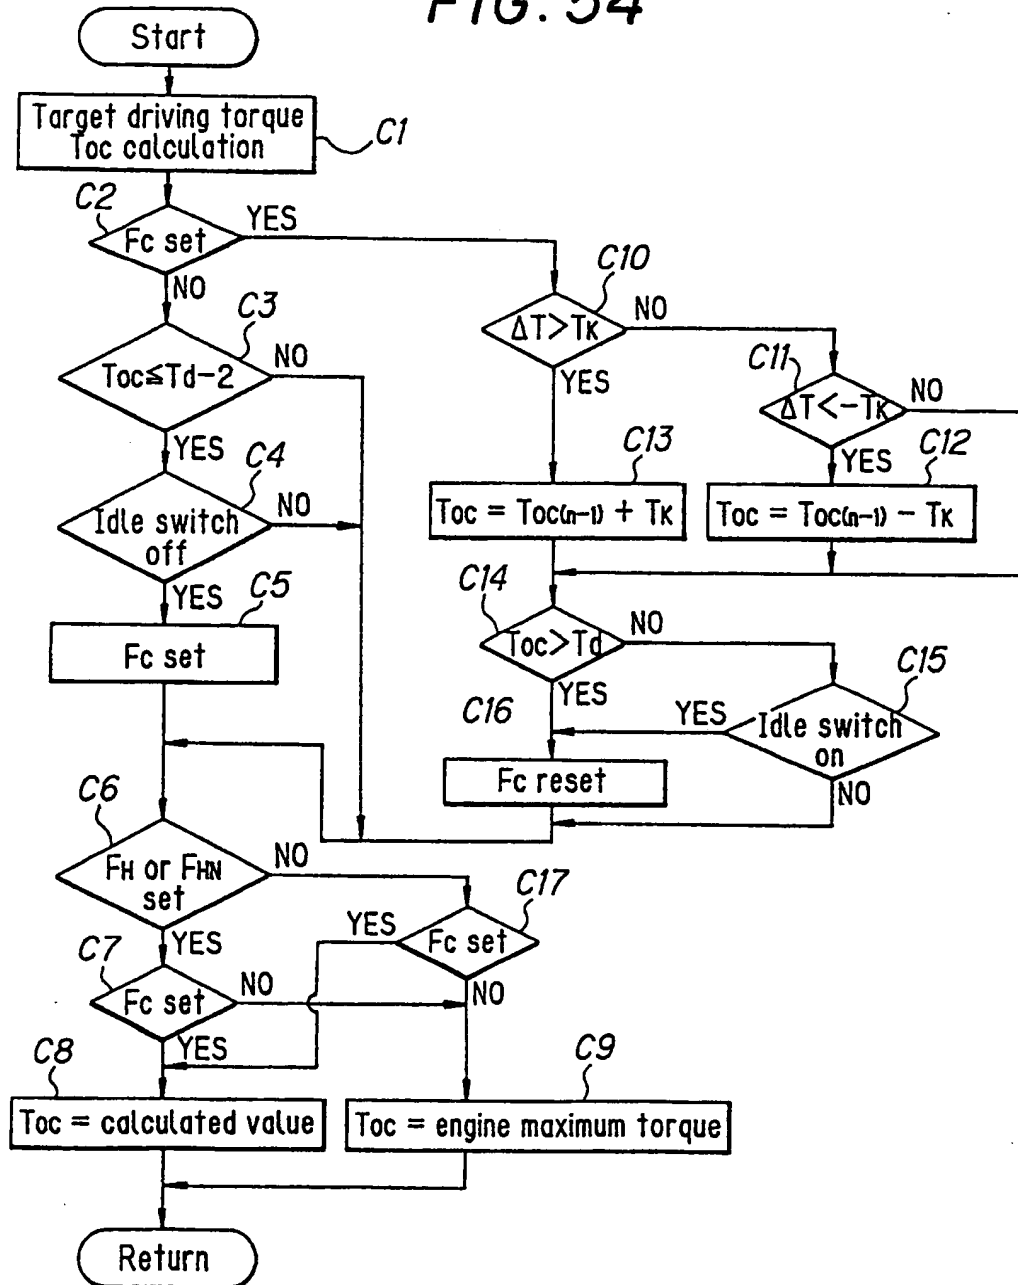 FIG. 54
Start
Target driving torque
Toc calculation
C1
C2
Fc set
YES
NO
C3
Toc≦Td-2
NO
YES
C4
Idle switch
off
NO
YES
C5
Fc set
C10
ΔT>TK
NO
YES
C11
ΔT<-TK
NO
YES
C13
Toc = Toc(n-1) + TK
C12
Toc = Toc(n-1) - TK
C14
Toc>Td
NO
YES
C15
Idle switch
on
YES
NO
C16
Fc reset
C6
FH or FHN
set
NO
YES
C17
Fc set
YES
NO
C7
Fc set
NO
YES
C8
Toc = calculated value
C9
Toc = engine maximum torque
Return